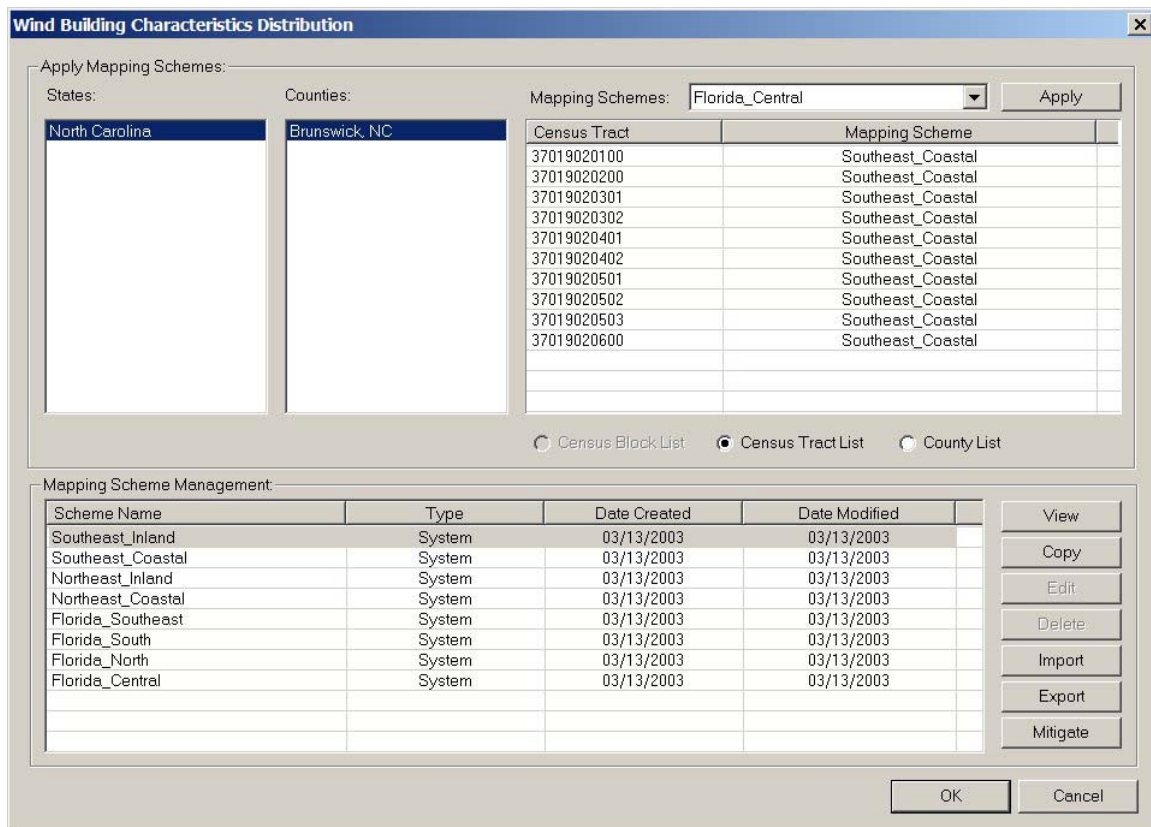 Wind Building Characteristics Distribution
Apply Mapping Schemes:
States:
Counties:
Mapping Schemes:
Florida_Central
Apply
North Carolina
Brunswick, NC
Census Tract Mapping Scheme
37019020100 Southeast_Coastal
37019020200 Southeast_Coastal
37019020301 Southeast_Coastal
37019020302 Southeast_Coastal
37019020401 Southeast_Coastal
37019020402 Southeast_Coastal
37019020501 Southeast_Coastal
37019020502 Southeast_Coastal
37019020503 Southeast_Coastal
37019020600 Southeast_Coastal
Census Block List Census Tract List County List
Mapping Scheme Management:
Scheme Name Type Date Created Date Modified
Southeast_Inland System 03/13/2003 03/13/2003
Southeast_Coastal System 03/13/2003 03/13/2003
Northeast_Inland System 03/13/2003 03/13/2003
Northeast_Coastal System 03/13/2003 03/13/2003
Florida_Southeast System 03/13/2003 03/13/2003
Florida_South System 03/13/2003 03/13/2003
Florida_North System 03/13/2003 03/13/2003
Florida_Central System 03/13/2003 03/13/2003
View
Copy
Edit
Delete
Import
Export
Mitigate
OK
Cancel